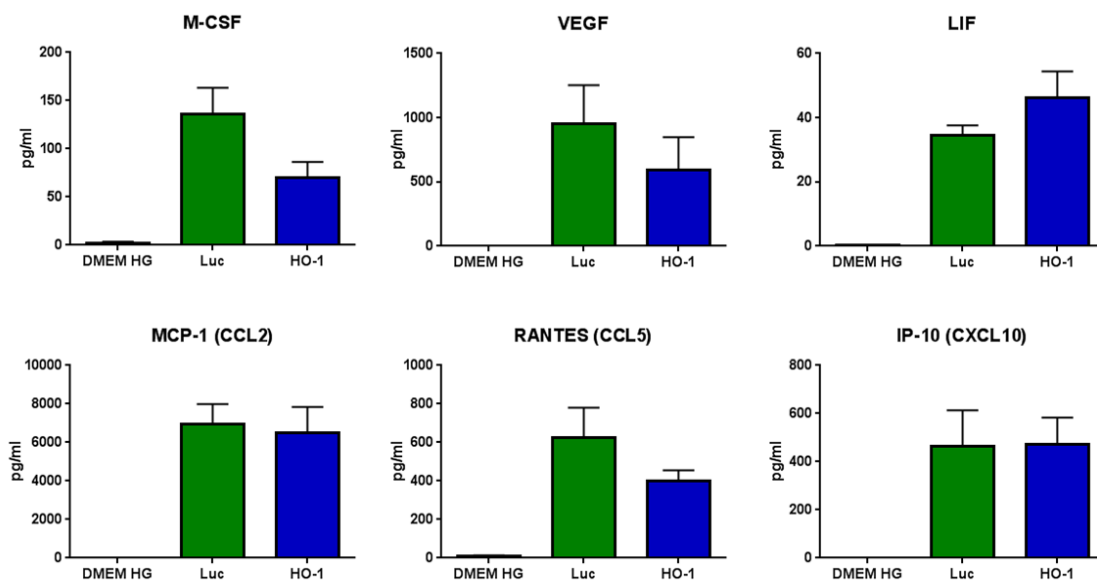 M-CSF
200
150
100
50
0
pg/ml
DMEM HG Luc HO-1
VEGF
1500
1000
500
0
pg/ml
DMEM HG Luc HO-1
LIF
60
40
20
0
pg/ml
DMEM HG Luc HO-1
MCP-1 (CCL2)
10000
8000
6000
4000
2000
0
pg/ml
DMEM HG Luc HO-1
RANTES (CCL5)
1000
800
600
400
200
0
pg/ml
DMEM HG Luc HO-1
IP-10 (CXCL10)
800
600
400
200
0
pg/ml
DMEM HG Luc HO-1